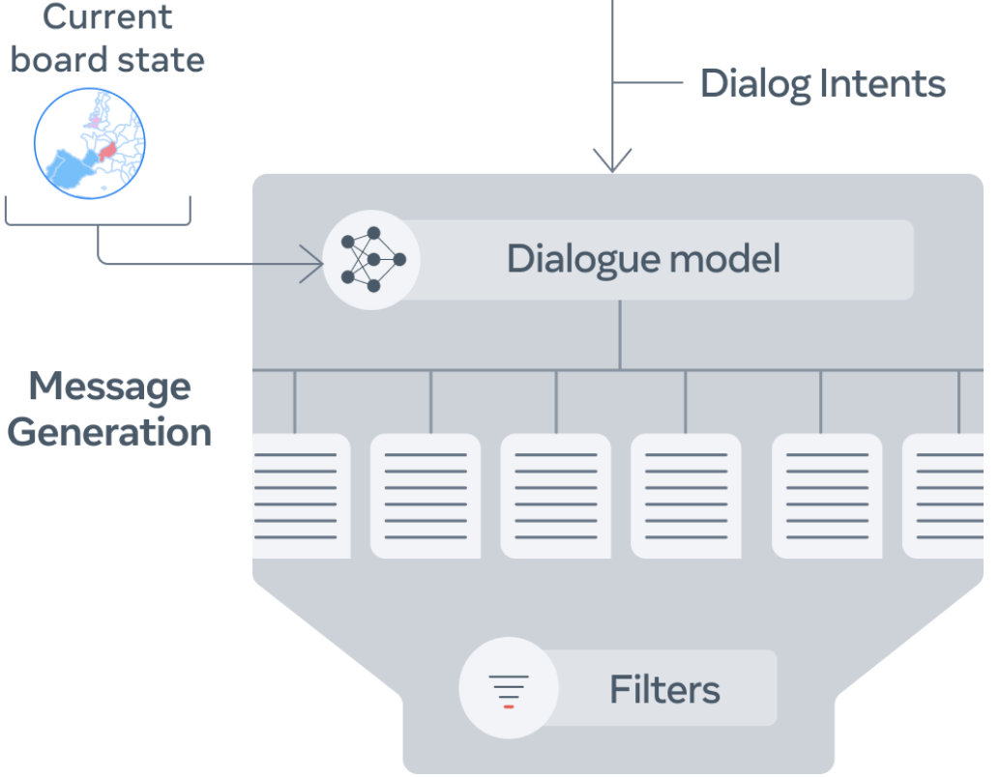 Current
board state
Dialog Intents
Dialogue model
Message
Generation
Filters